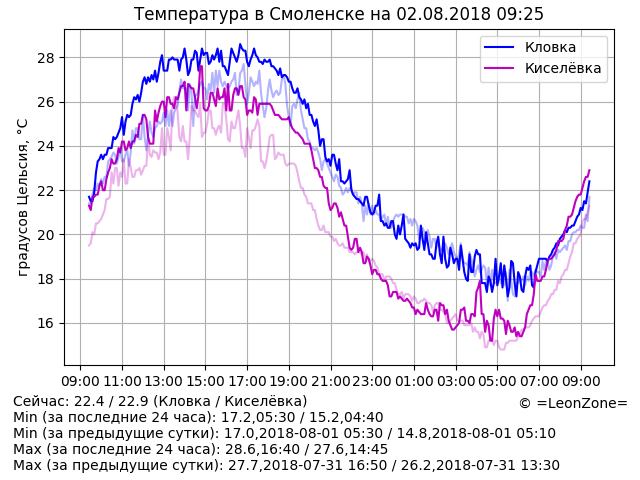 Температура в Смоленске на 02.08.2018 09:25
Кловка
Киселёвка
градусов Цельсия, °C
28
26
24
22
20
18
16
09:00 11:00 13:00 15:00 17:00 19:00 21:00 23:00 01:00 03:00 05:00 07:00 09:00
Сейчас: 22.4 / 22.9 (Кловка / Киселёвка)
© =LeonZone=
Min (за последние 24 часа): 17.2,05:30 / 15.2,04:40
Min (за предыдущие сутки): 17.0,2018-08-01 05:30 / 14.8,2018-08-01 05:10
Max (за последние 24 часа): 28.6,16:40 / 27.6,14:45
Max (за предыдущие сутки): 27.7,2018-07-31 16:50 / 26.2,2018-07-31 13:30